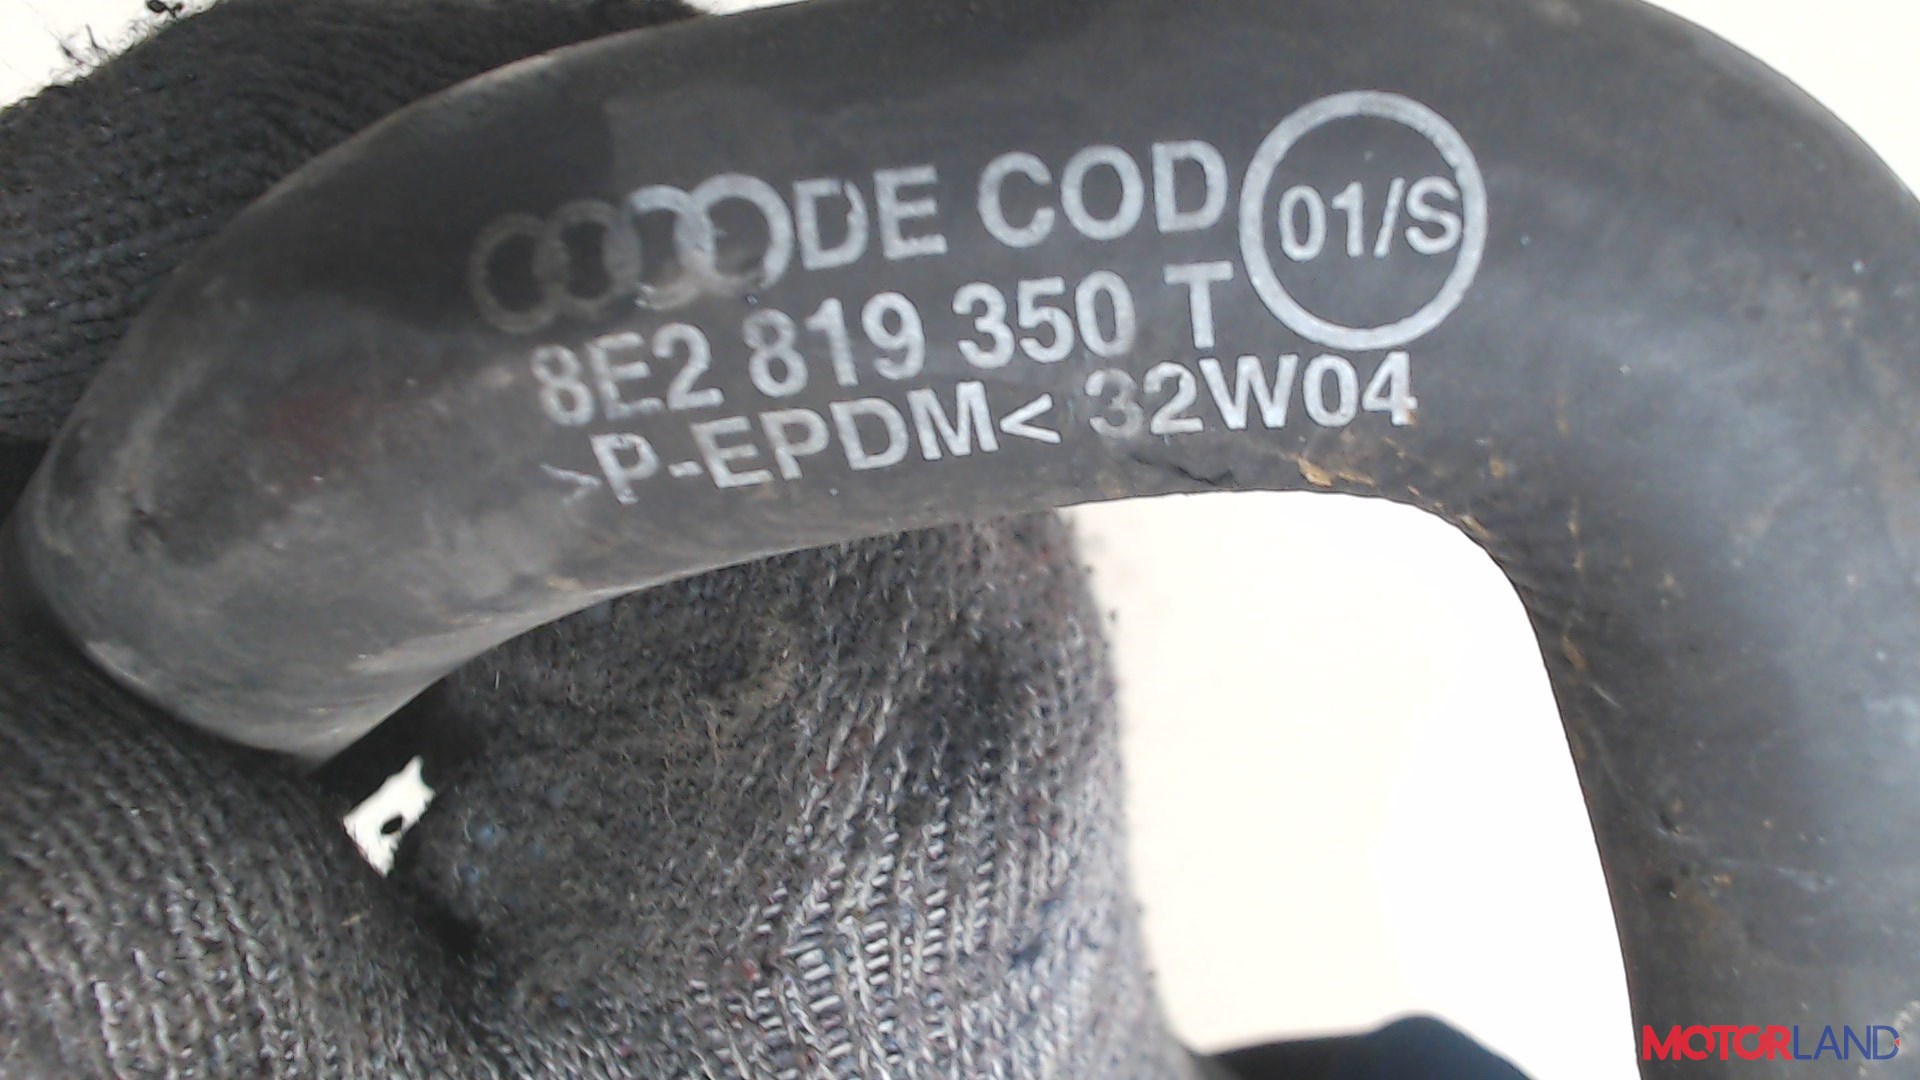 DE COD 01/S
8E2 819 350 T
>P-EPDM< 32W04
MOTORLAND